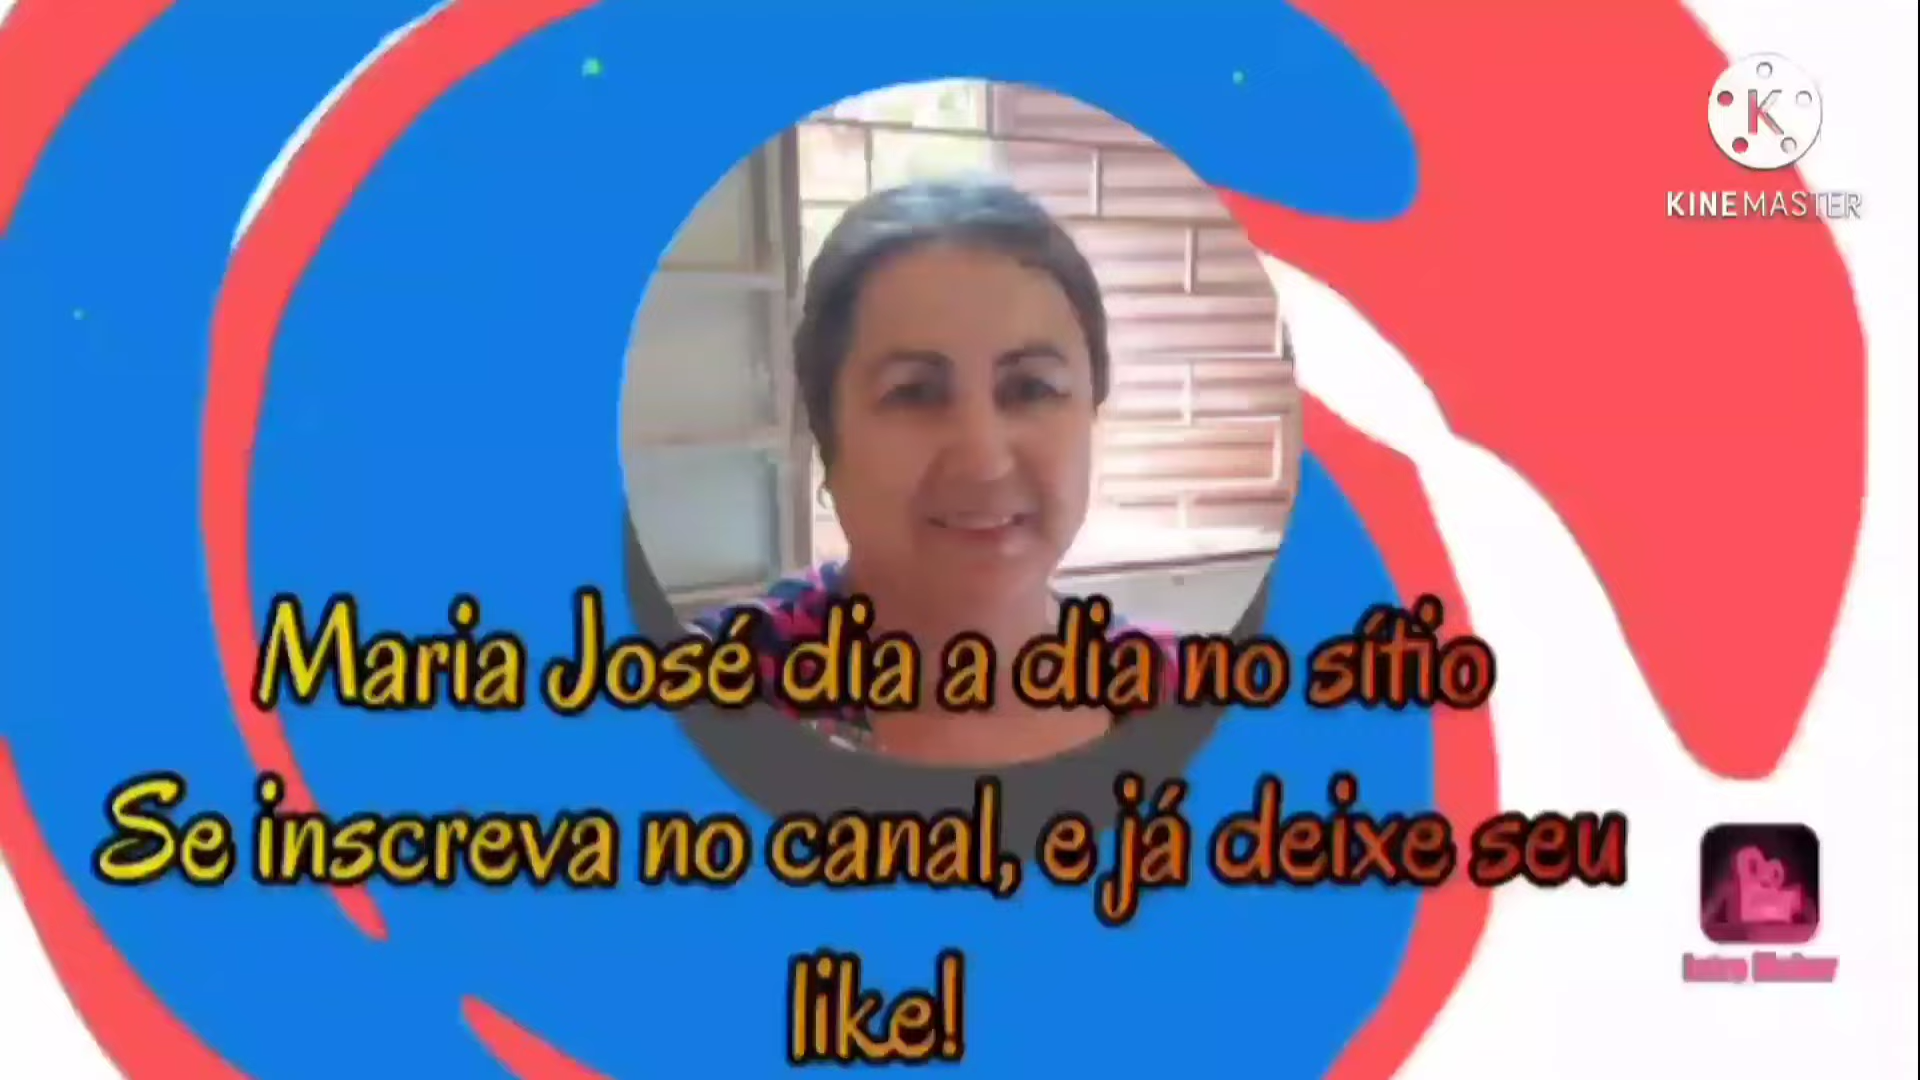 K
KINEMASTER
Maria José dia a dia no sítio
Se inscreva no canal, e já deixe seu
like!